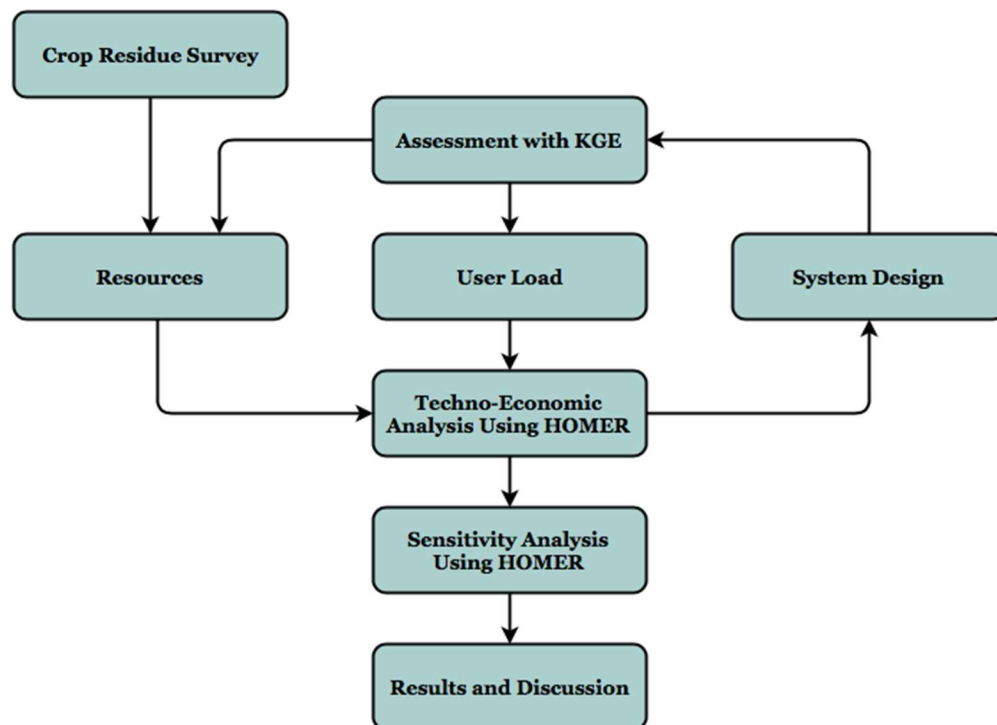 Crop Residue Survey
Assessment with KGE
Resources
User Load
System Design
Techno-Economic
Analysis Using HOMER
Sensitivity Analysis
Using HOMER
Results and Discussion